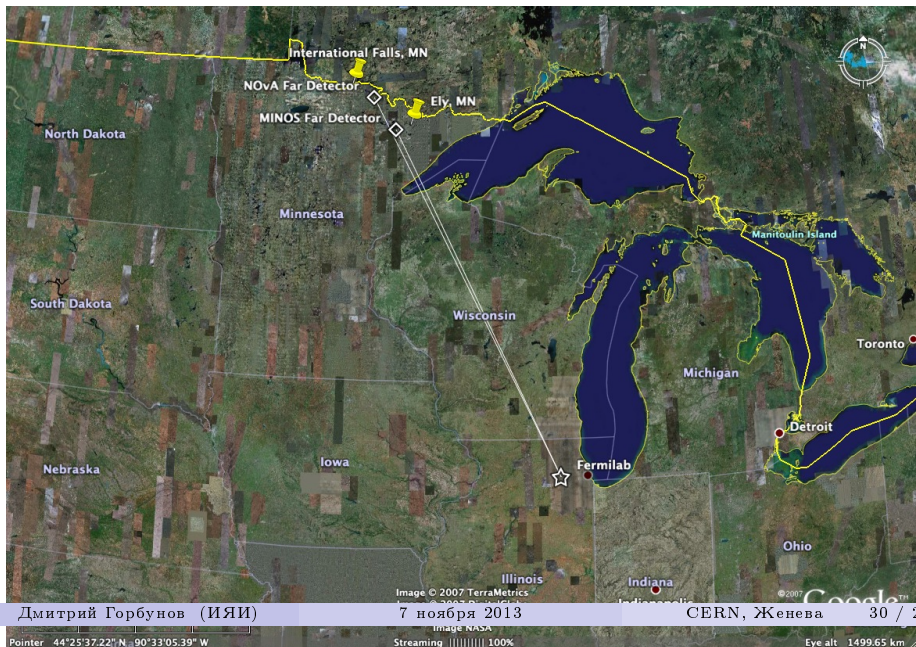 International Falls, MN
NOvA Far Detector
Ely, MN
MINOS Far Detector
North Dakota
Minnesota
Manitoulin Island
South Dakota
Wisconsin
Toronto
Michigan
Detroit
Nebraska
Iowa
Fermilab
Ohio
Illinois
Indiana
Image © 2007 TerraMetrics
©2007 Google™
Дмитрий Горбунов (ИЯИ) 7 ноября 2013 CERN, Женева 30 / 2
Image NASA
Pointer 44°25'37.22" N 90°33'05.39" W Streaming |||||||||| 100% Eye alt 1499.65 km